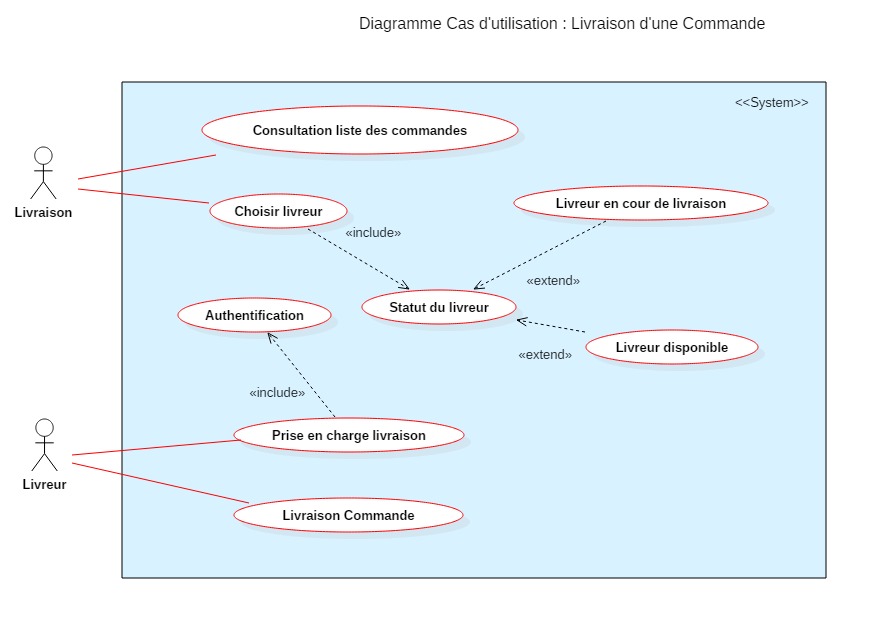 Diagramme Cas d'utilisation : Livraison d'une Commande
<<System>>
Consultation liste des commandes
Livraison
Choisir livreur
Livreur en cour de livraison
«include»
«extend»
Statut du livreur
Authentification
Livreur disponible
«extend»
«include»
Prise en charge livraison
Livreur
Livraison Commande